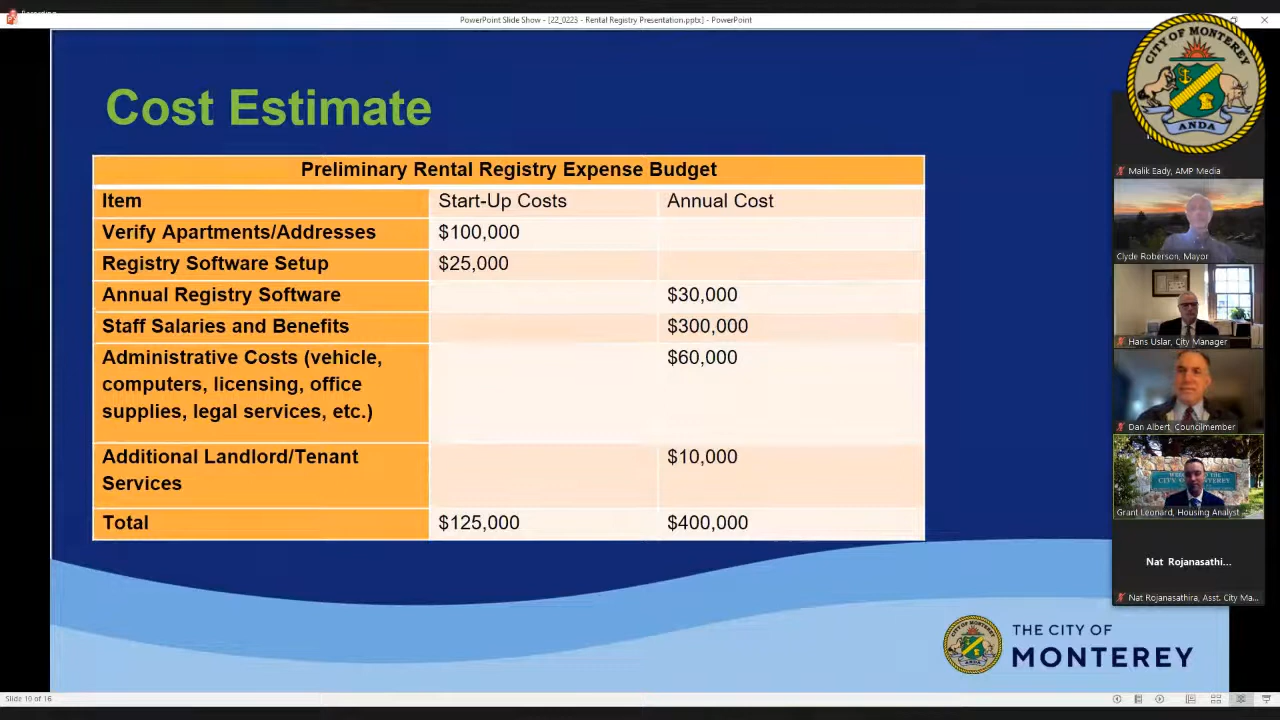 PowerPoint Slide Show - [22_0223 - Rental Registry Presentation.pptx] - PowerPoint
Cost Estimate
Preliminary Rental Registry Expense Budget
Item Start-Up Costs Annual Cost
Verify Apartments/Addresses $100,000
Registry Software Setup $25,000
Annual Registry Software $30,000
Staff Salaries and Benefits $300,000
Administrative Costs (vehicle, $60,000
computers, licensing, office
supplies, legal services, etc.)
Additional Landlord/Tenant $10,000
Services
Total $125,000 $400,000
THE CITY OF
MONTEREY
Slide 10 of 16
CITY OF MONTEREY
ANDA
Malik Eady, AMP Media
Clyde Roberson, Mayor
Hans Uslar, City Manager
Dan Albert, Councilmember
CITY OF MONTEREY
Grant Leonard, Housing Analyst
Nat Rojanasathi...
Nat Rojanasathira, Asst. City Ma...